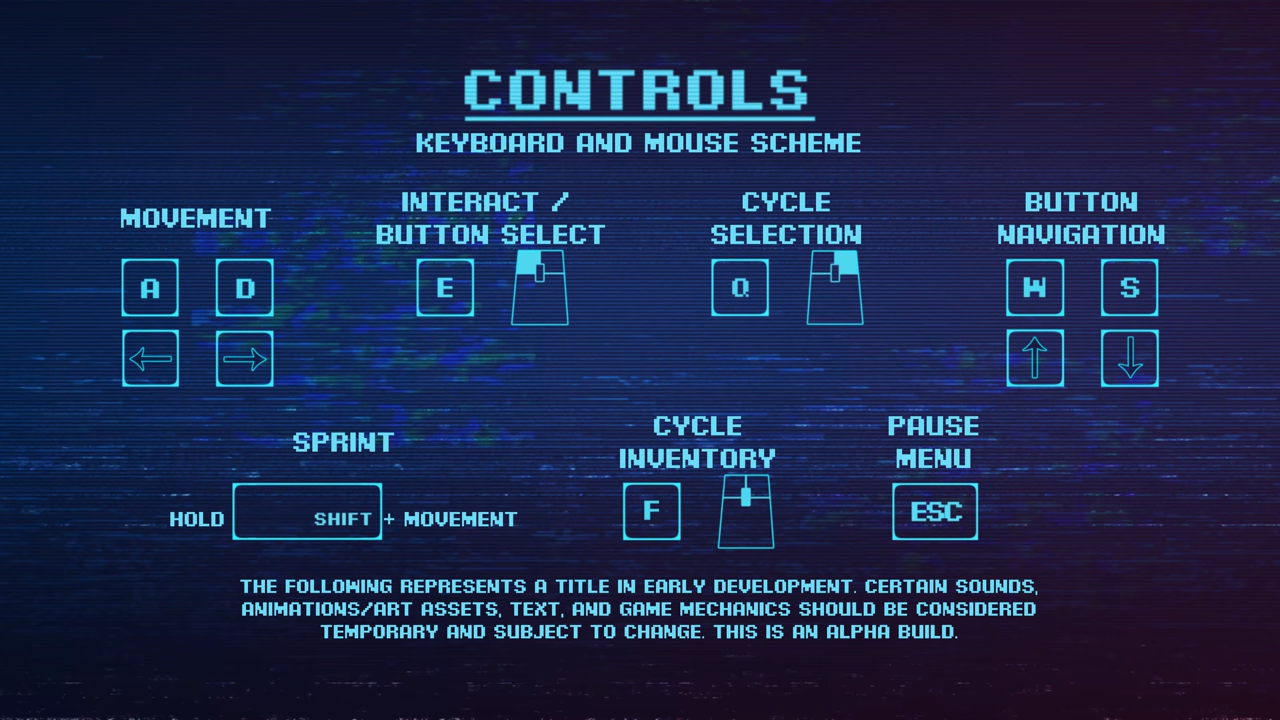 CONTROLS
KEYBOARD AND MOUSE SCHEME
MOVEMENT
A D
INTERACT /
BUTTON SELECT
E
CYCLE
SELECTION
Q
BUTTON
NAVIGATION
W S
SPRINT
HOLD SHIFT + MOVEMENT
CYCLE
INVENTORY
F
PAUSE
MENU
ESC
THE FOLLOWING REPRESENTS A TITLE IN EARLY DEVELOPMENT. CERTAIN SOUNDS,
ANIMATIONS/ART ASSETS, TEXT, AND GAME MECHANICS SHOULD BE CONSIDERED
TEMPORARY AND SUBJECT TO CHANGE. THIS IS AN ALPHA BUILD.